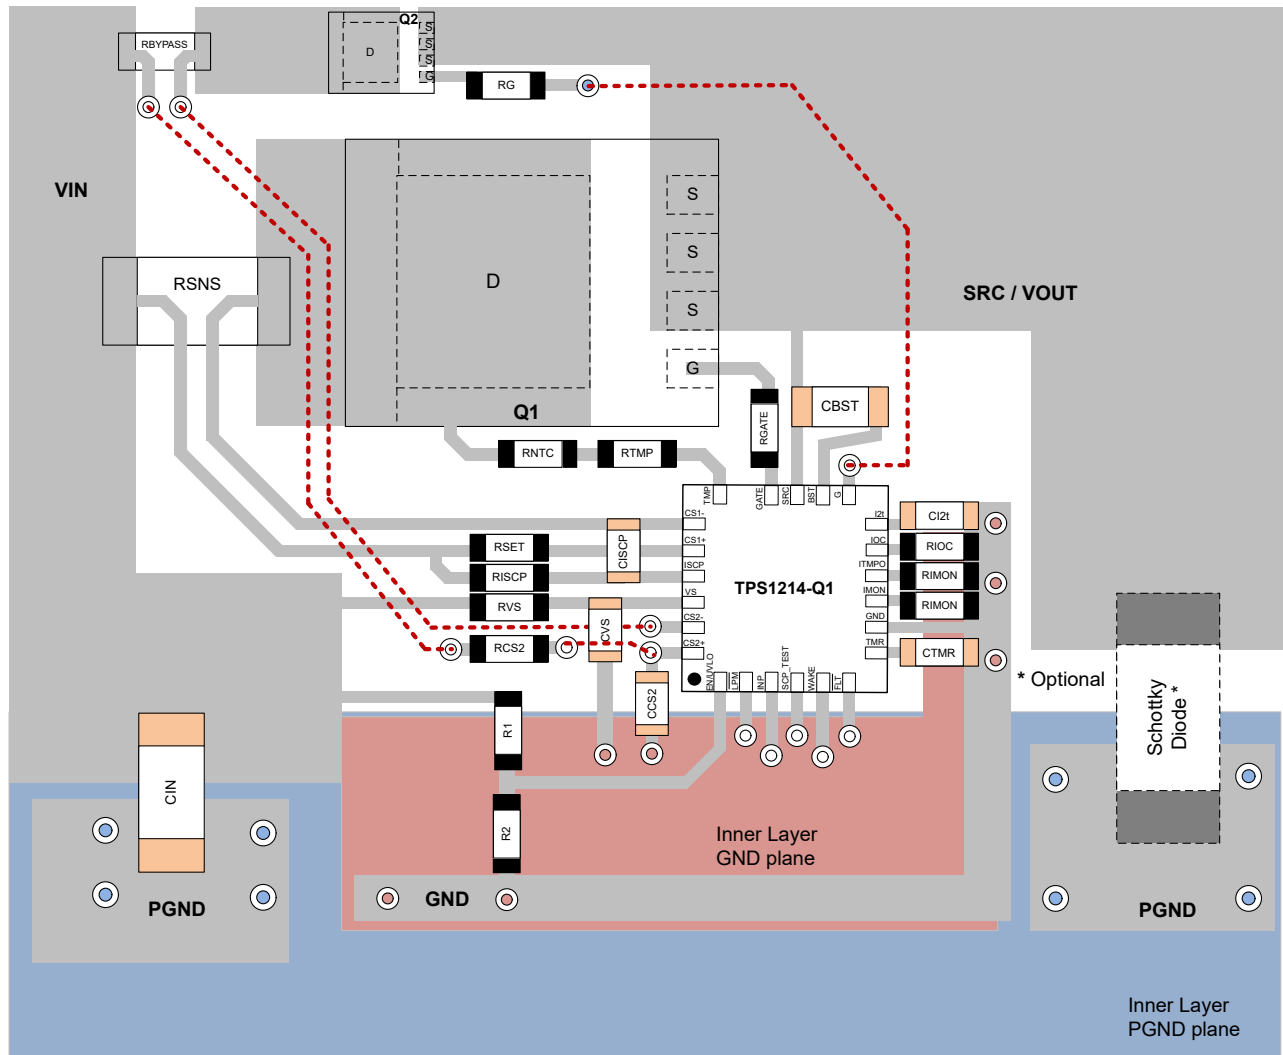 Q2
RBYPASS
S
S
S
G
D
RG
VIN
S
S
S
G
D
RSNS
SRC / VOUT
Q1
RGATE
CBST
RNTC
RTMP
TMP
GATE
SRC
BST
G
CS1-
CS1+
ISCP
VS
CS2-
CS2+
I2t
IOC
ITMPO
IMON
GND
TMR
CI2t
RIOC
RIMON
RIMON
CTMR
RSET
RISCP
RVS
RCS2
CISCP
CVS
CCS2
TPS1214-Q1
EN/UVLO
LPM
INP
SCP_TEST
WAKE
FLT
* Optional
Schottky
Diode *
R1
R2
CIN
Inner Layer
GND plane
GND
PGND
PGND
Inner Layer
PGND plane